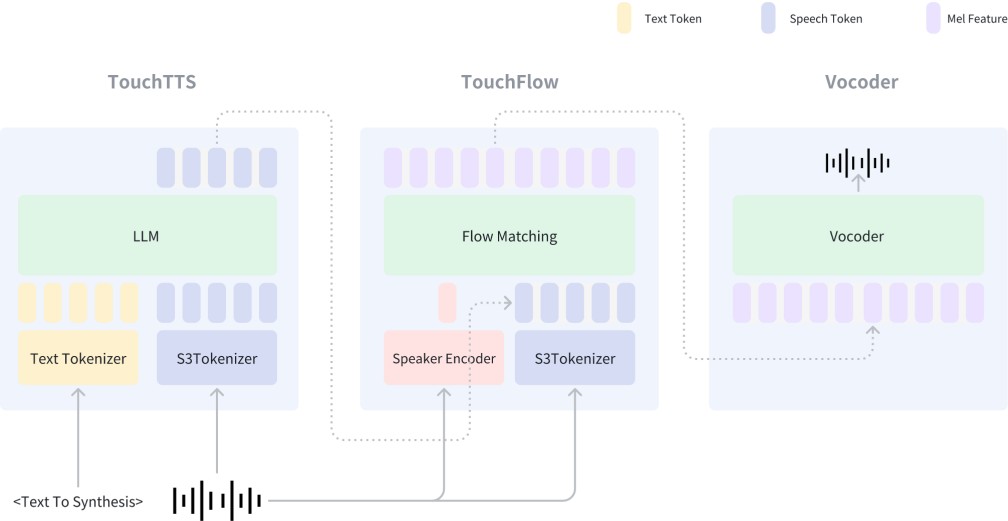 Text Token
Speech Token
Mel Feature
TouchTTS
TouchFlow
Vocoder
LLM
Flow Matching
Vocoder
Text Tokenizer
S3Tokenizer
Speaker Encoder
S3Tokenizer
<Text To Synthesis>